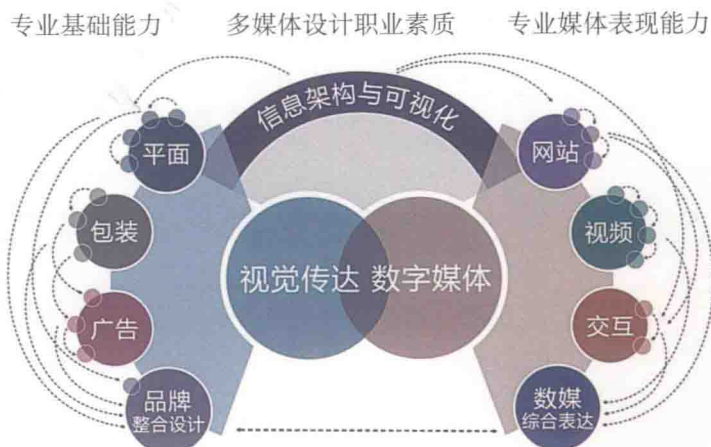 专业基础能力
多媒体设计职业素质
专业媒体表现能力
信息架构与可视化
平面
网站
包装
视频
视觉传达
数字媒体
广告
交互
品牌
整合设计
数媒
综合表达